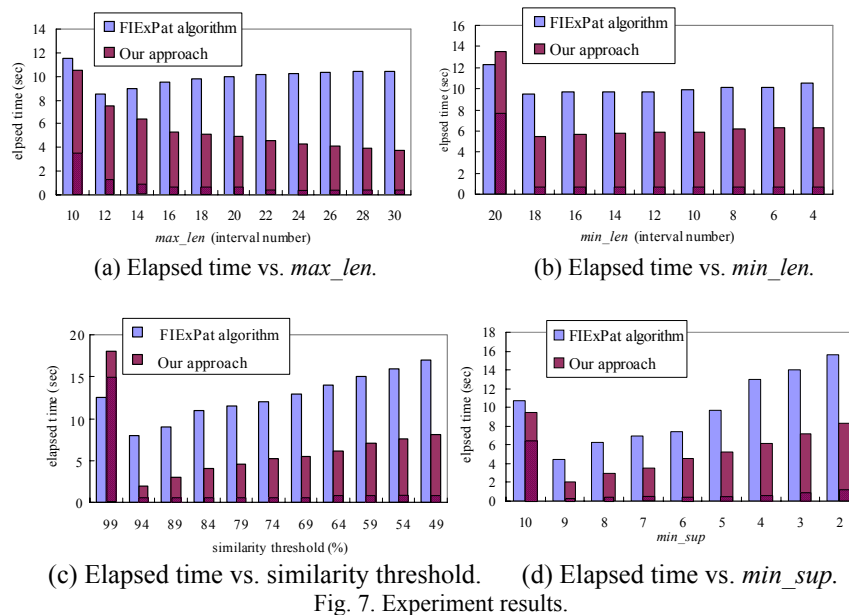 FIExPat algorithm
Our approach
elpsed time (sec)
14
12
10
8
6
4
2
0
10 12 14 16 18 20 22 24 26 28 30
max_len (interval number)
(a) Elapsed time vs. max_len.
FIExPat algorithm
Our approach
elpsed time (sec)
16
14
12
10
8
6
4
2
0
20 18 16 14 12 10 8 6 4
min_len (interval number)
(b) Elapsed time vs. min_len.
FIExPat algorithm
Our approach
elapsed time (sec)
20
15
10
5
0
99 94 89 84 79 74 69 64 59 54 49
similarity threshold (%)
(c) Elapsed time vs. similarity threshold.
FIExPat algorithm
Our approach
elpsed time (sec)
18
16
14
12
10
8
6
4
2
0
10 9 8 7 6 5 4 3 2
min_sup
(d) Elapsed time vs. min_sup.
Fig. 7. Experiment results.